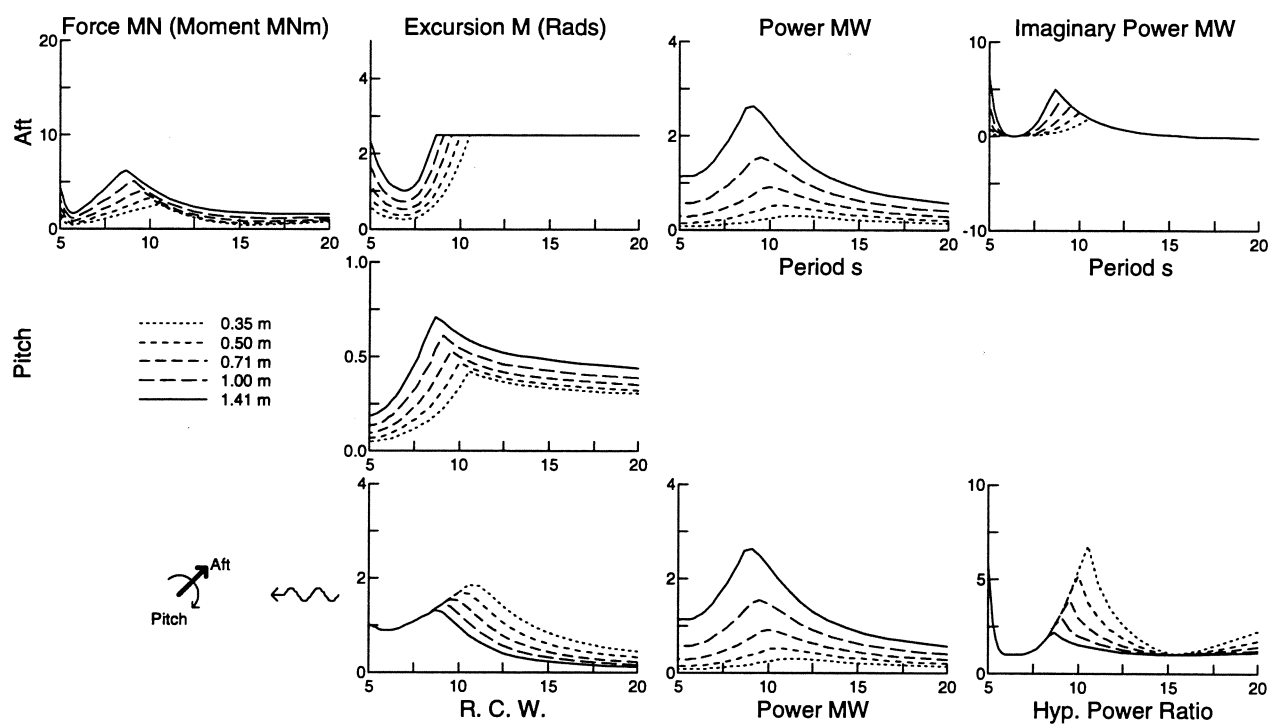 Force MN (Moment MNm) Excursion M (Rads) Power MW Imaginary Power MW
Aft
20
10
0
5 10 15 20
4
2
0
5 10 15 20
4
2
0
5 10 15 20
Period s
10
0
-10
5 10 15 20
Period s
Pitch
0.35 m
0.50 m
0.71 m
1.00 m
1.41 m
1.0
0.5
0.0
5 10 15 20
Aft
Pitch
4
2
0
5 10 15 20
R. C. W.
4
2
0
5 10 15 20
Power MW
10
5
0
5 10 15 20
Hyp. Power Ratio